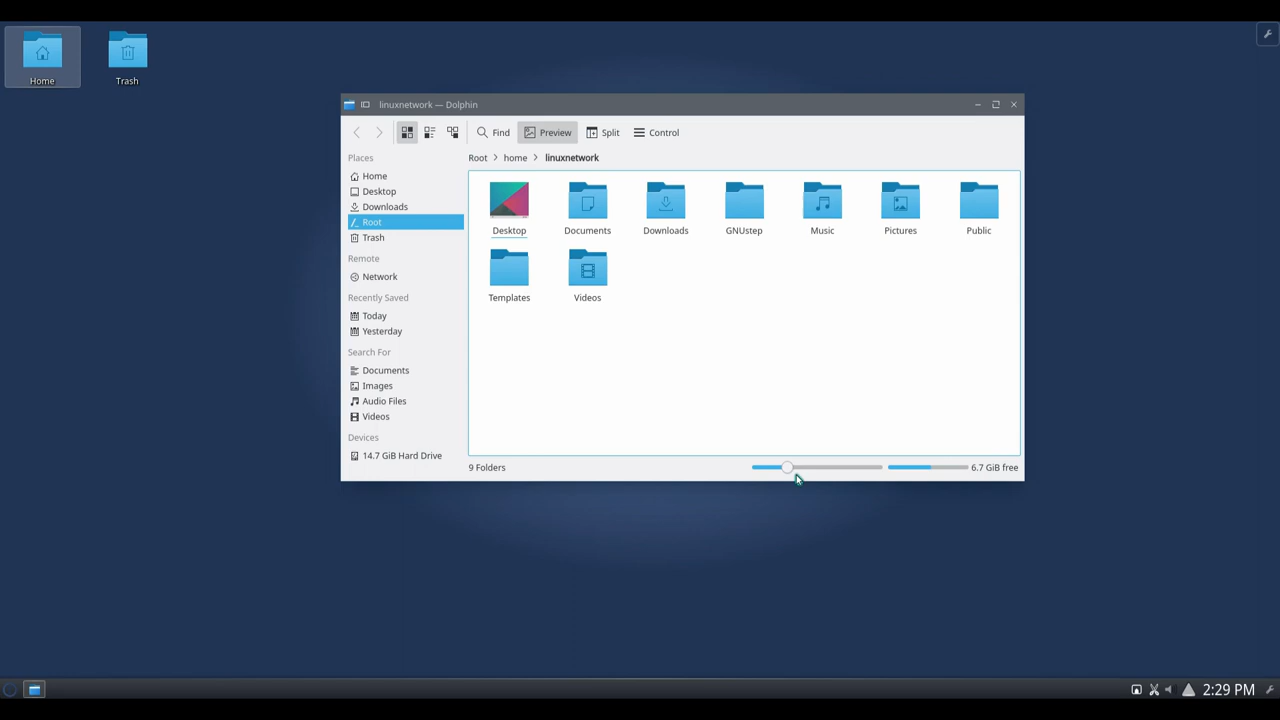 Home
Trash
linuxnetwork — Dolphin
Find
Preview
Split
Control
Places
Home
Desktop
Downloads
Root
Trash
Remote
Network
Recently Saved
Today
Yesterday
Search For
Documents
Images
Audio Files
Videos
Devices
14.7 GiB Hard Drive
Root > home > linuxnetwork
Desktop
Documents
Downloads
GNUstep
Music
Pictures
Public
Templates
Videos
9 Folders
6.7 GiB free
2:29 PM